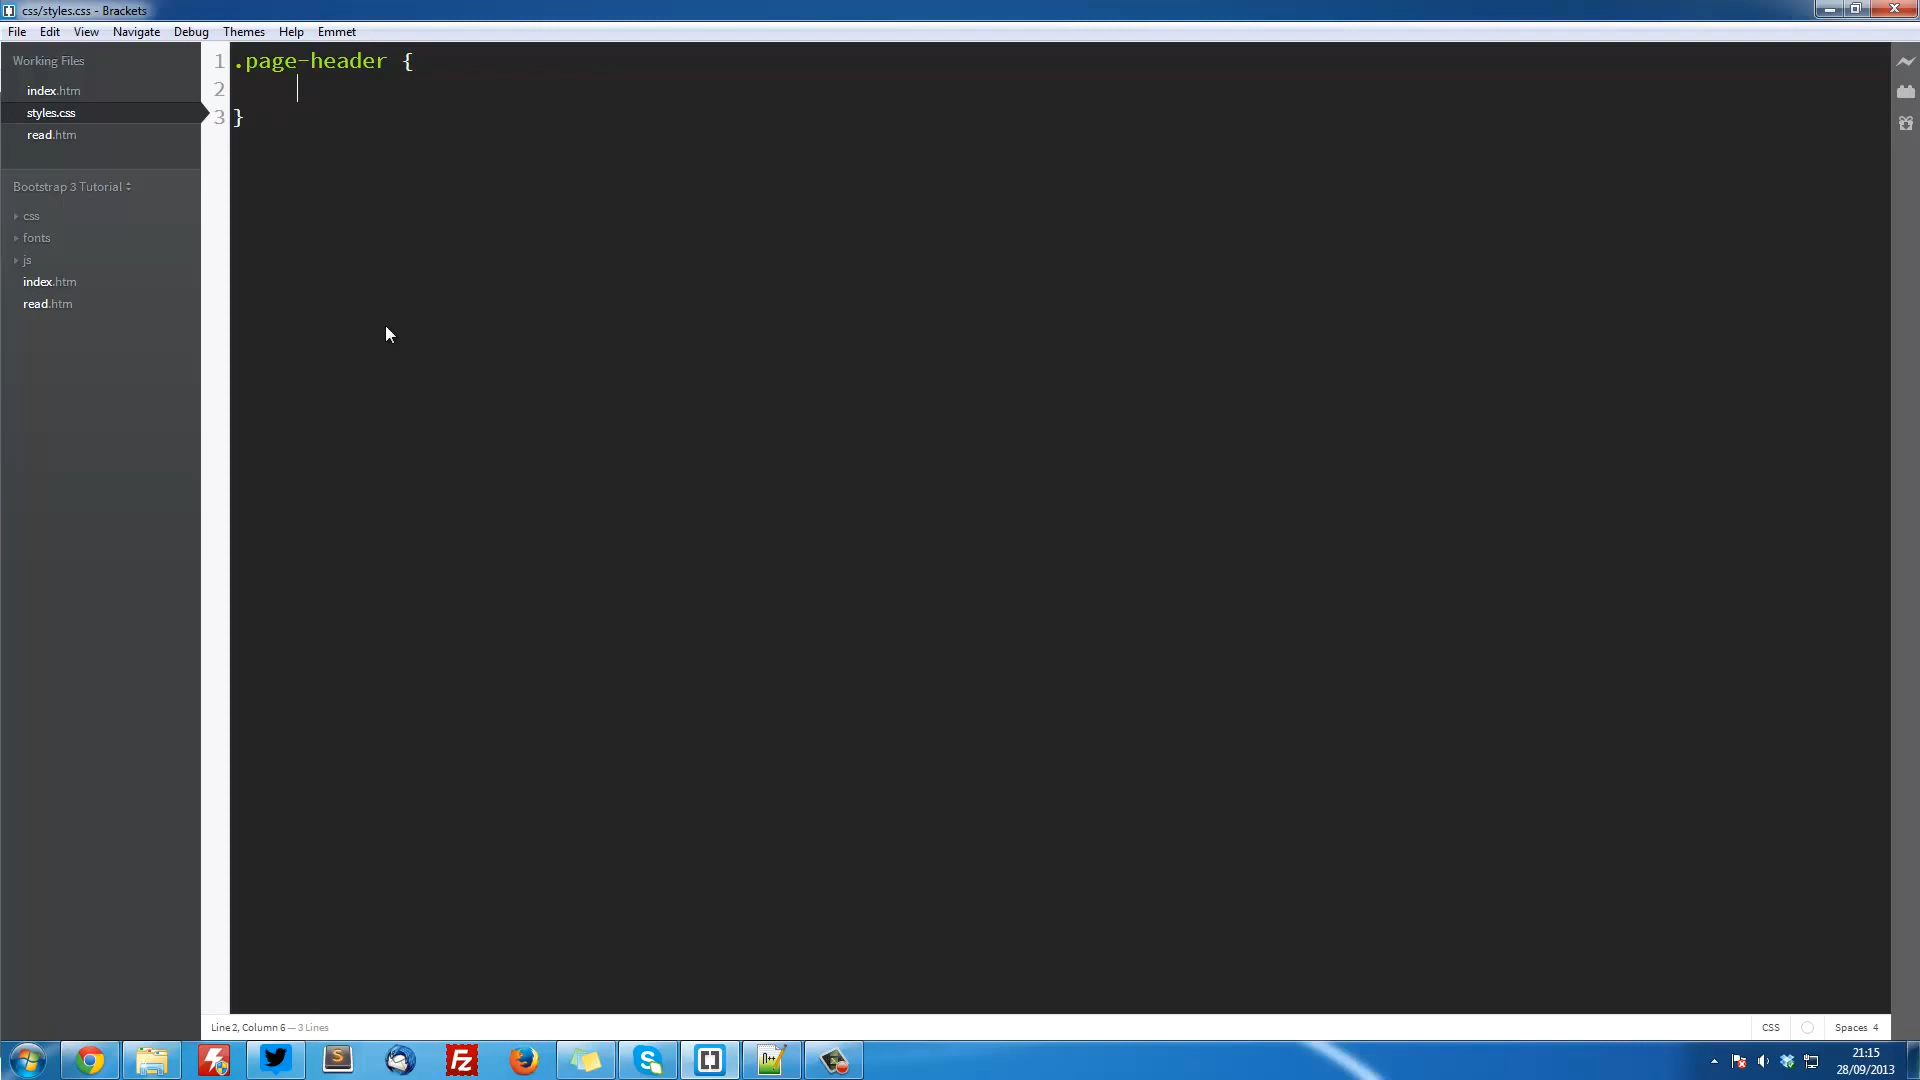 css/styles.css - Brackets
File Edit View Navigate Debug Themes Help Emmet
Working Files
index.htm
styles.css
read.htm
Bootstrap 3 Tutorial
css
fonts
js
index.htm
read.htm
1 .page-header {
2
3 }
Line 2, Column 6 — 3 Lines
CSS
Spaces 4
S
Fz
S
N++
21:15
28/09/2013